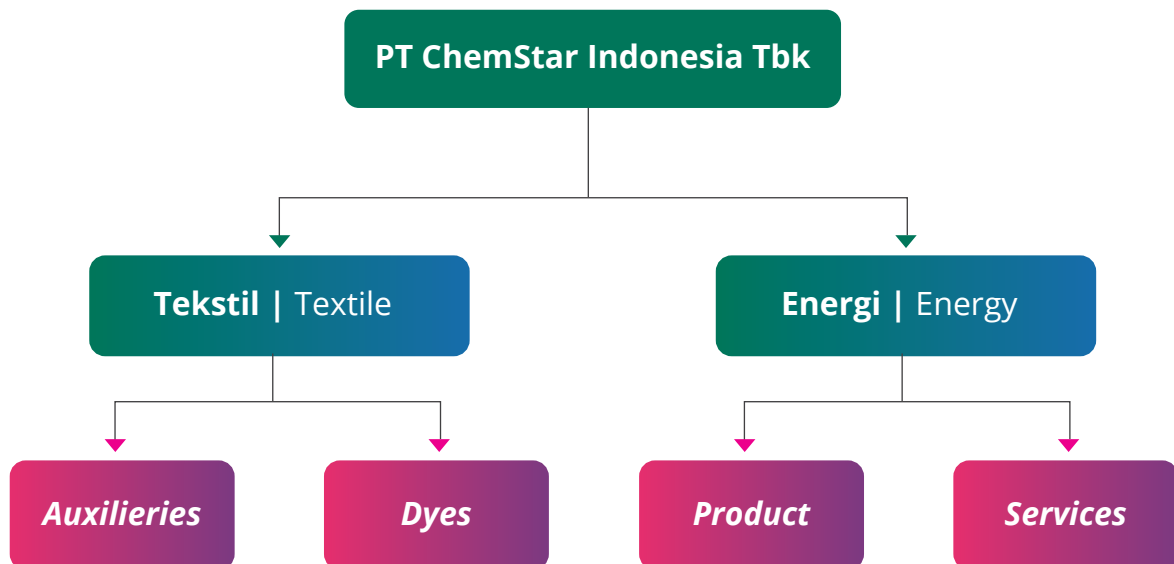 PT ChemStar Indonesia Tbk
Tekstil | Textile
Energi | Energy
Auxilieries
Dyes
Product
Services